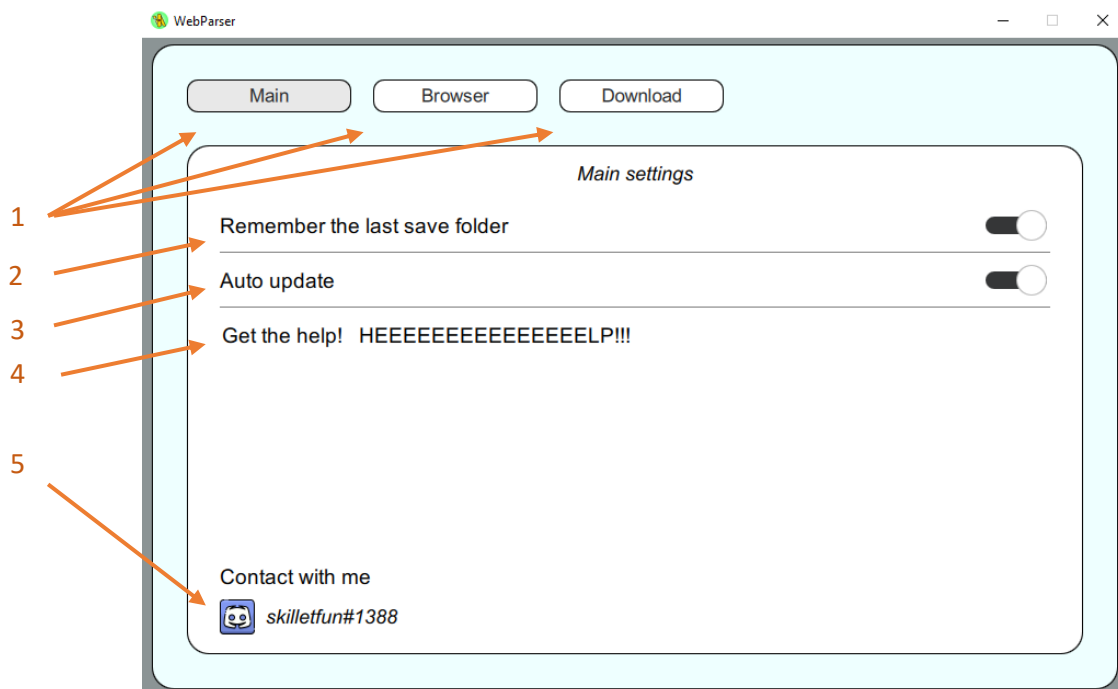 WebParser
Main Browser Download
Main settings
1
Remember the last save folder
2
Auto update
3
Get the help! HEEEEEEEEEEEEEEELP!!!
4
5
Contact with me
skilletfun#1388